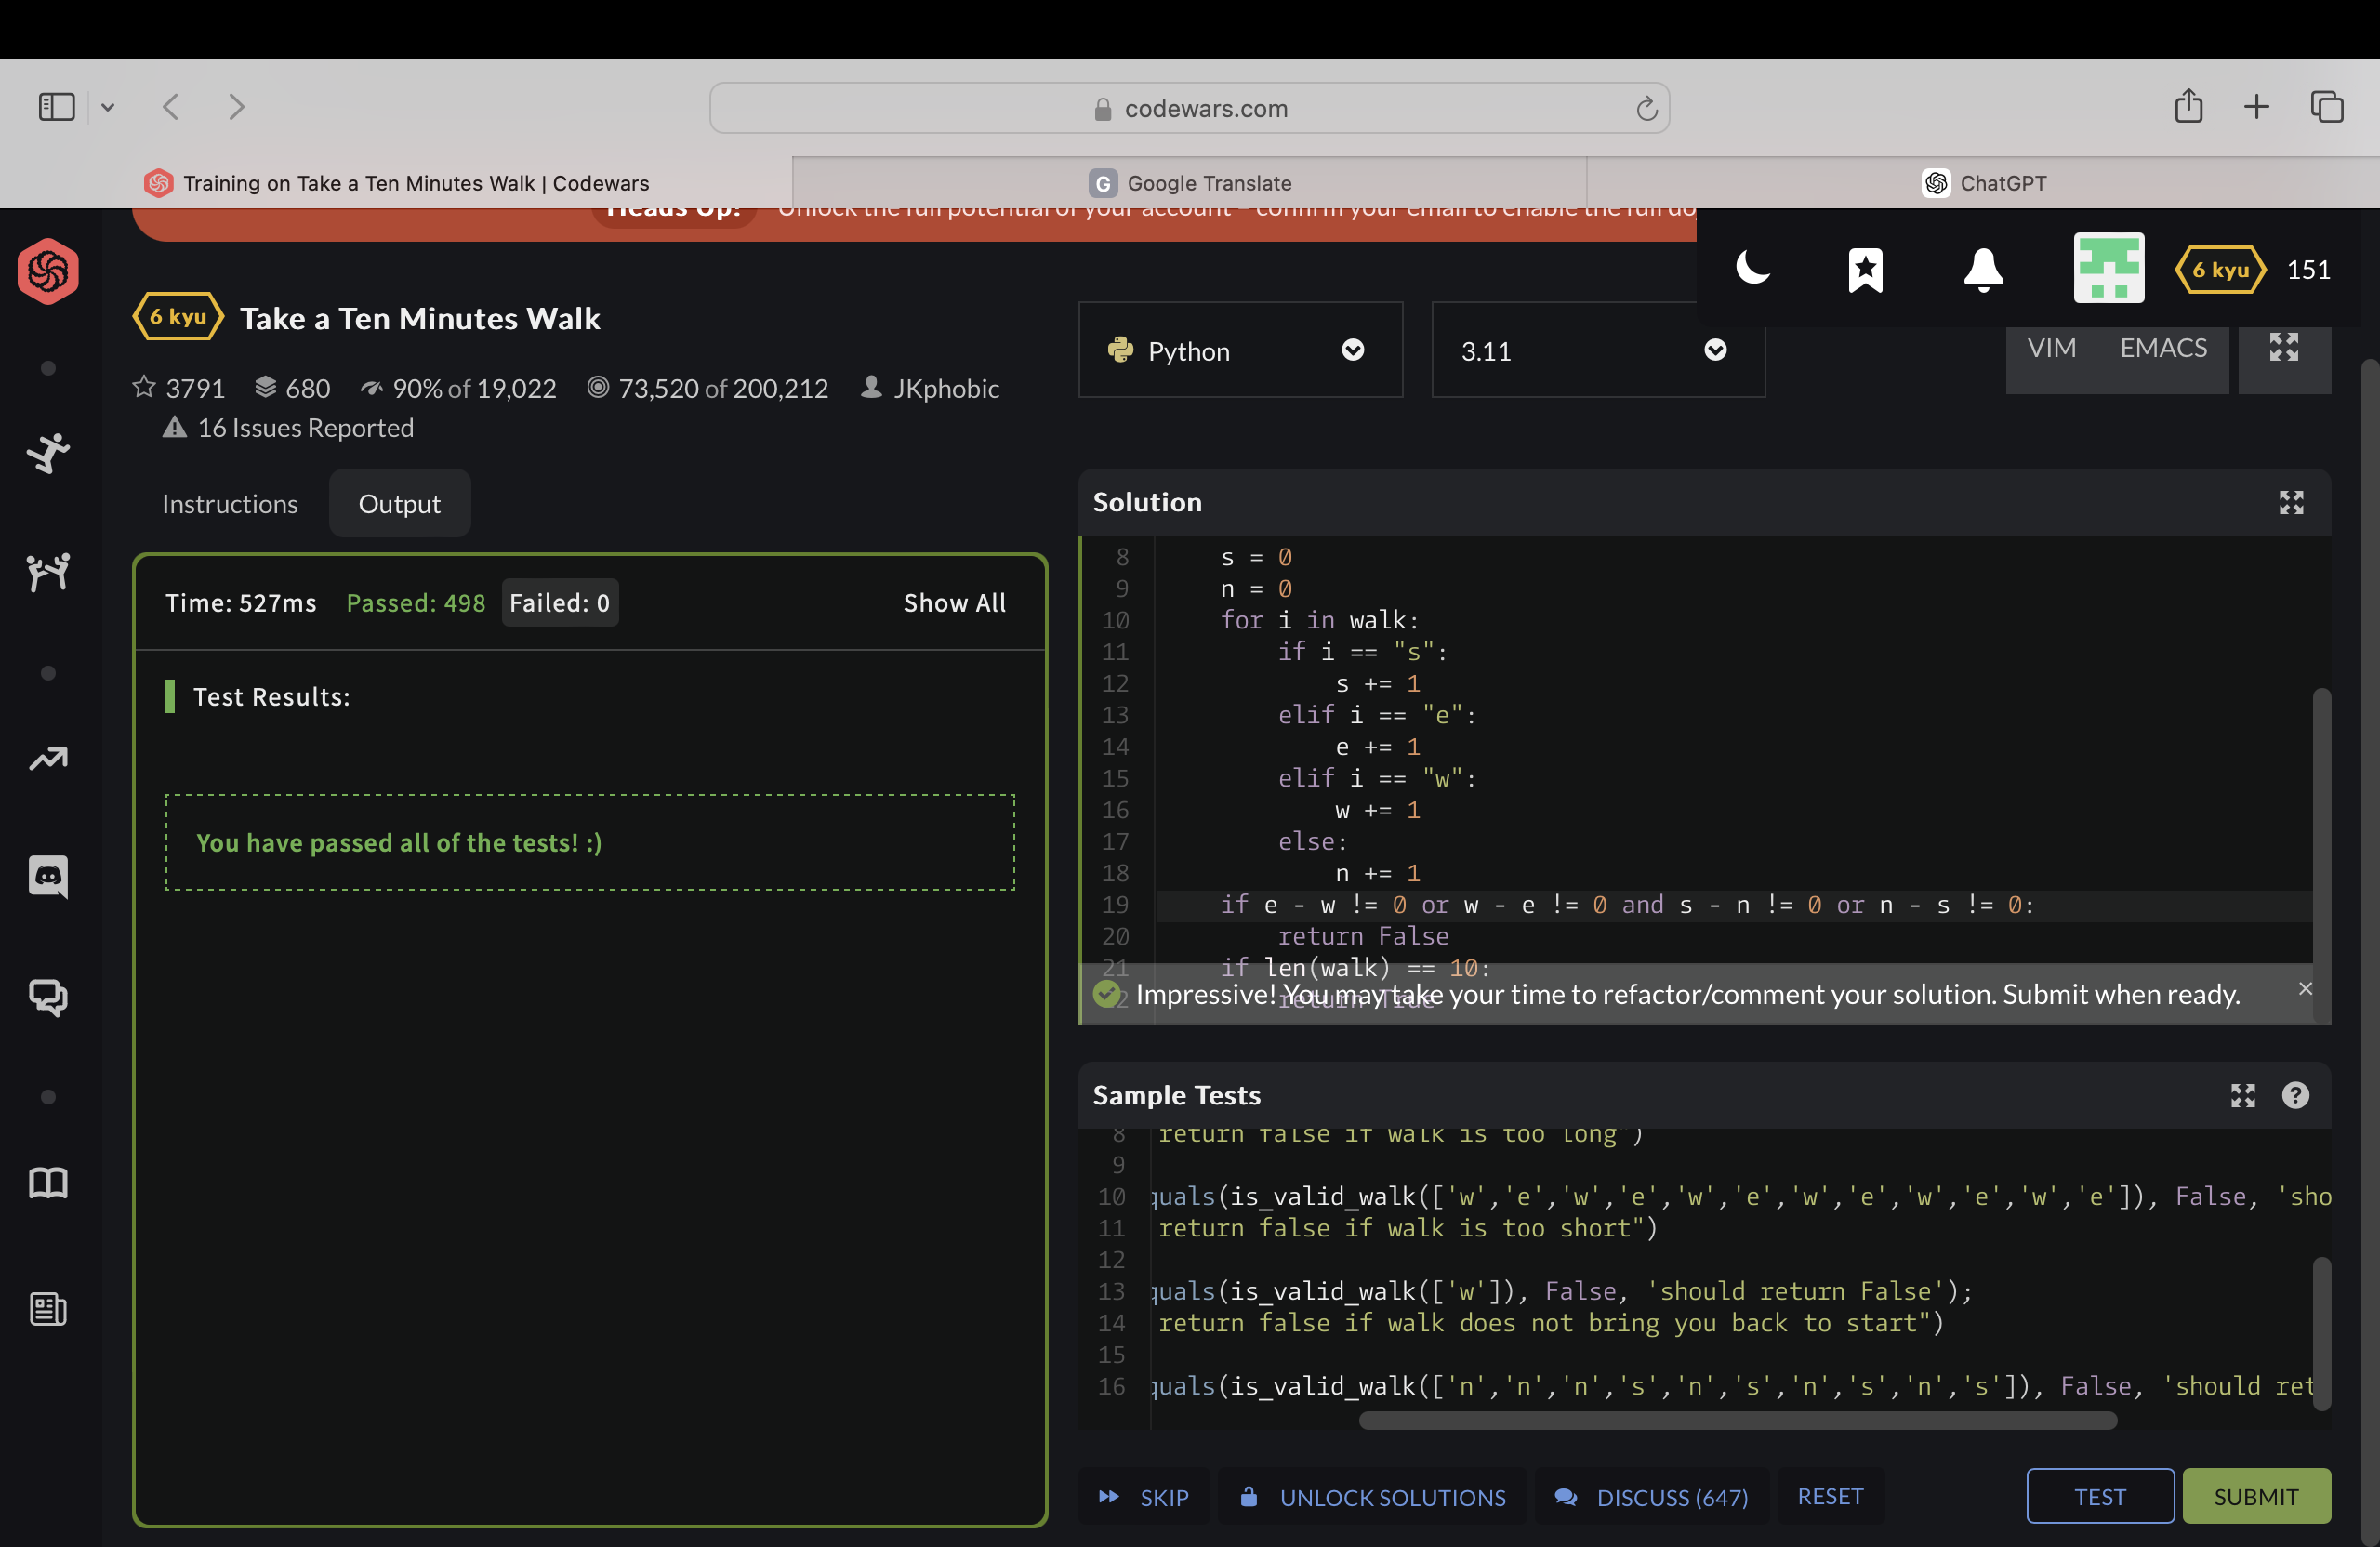 codewars.com
Training on Take a Ten Minutes Walk | Codewars
G Google Translate
ChatGPT
Heads Up! Unlock the full potential of your account – confirm your email to enable the full do
6 kyu 151
6 kyu Take a Ten Minutes Walk
3791 680 90% of 19,022 73,520 of 200,212 JKphobic
16 Issues Reported
Python
3.11
VIM EMACS
Instructions Output
Time: 527ms Passed: 498 Failed: 0 Show All
Test Results:
You have passed all of the tests! :)
Solution
8 s = 0
9 n = 0
10 for i in walk:
11 if i == "s":
12 s += 1
13 elif i == "e":
14 e += 1
15 elif i == "w":
16 w += 1
17 else:
18 n += 1
19 if e - w != 0 or w - e != 0 and s - n != 0 or n - s != 0:
20 return False
21 if len(walk) == 10:
22 return True
Impressive! You may take your time to refactor/comment your solution. Submit when ready.
Sample Tests
8 return false if walk is too long")
9
10 quals(is_valid_walk(['w','e','w','e','w','e','w','e','w','e','w','e']), False, 'sho
11 return false if walk is too short")
12
13 quals(is_valid_walk(['w']), False, 'should return False');
14 return false if walk does not bring you back to start")
15
16 quals(is_valid_walk(['n','n','n','s','n','s','n','s','n','s']), False, 'should ret
SKIP UNLOCK SOLUTIONS DISCUSS (647) RESET TEST SUBMIT